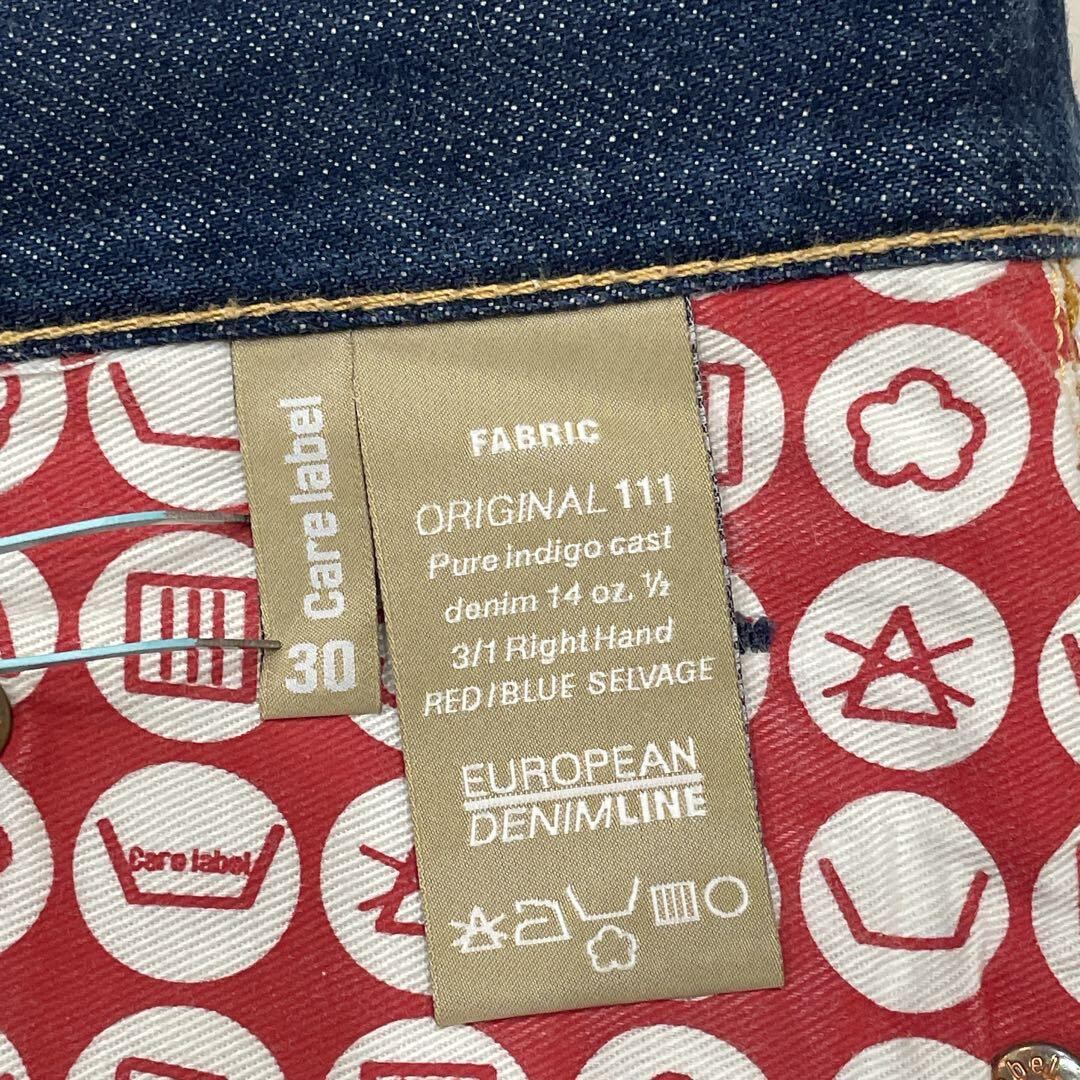 Care label
30
FABRIC
ORIGINAL 111
Pure indigo cast
denim 14 oz. ½
3/1 Right Hand
RED/BLUE SELVAGE
EUROPEAN
DENIMLINE
Care label